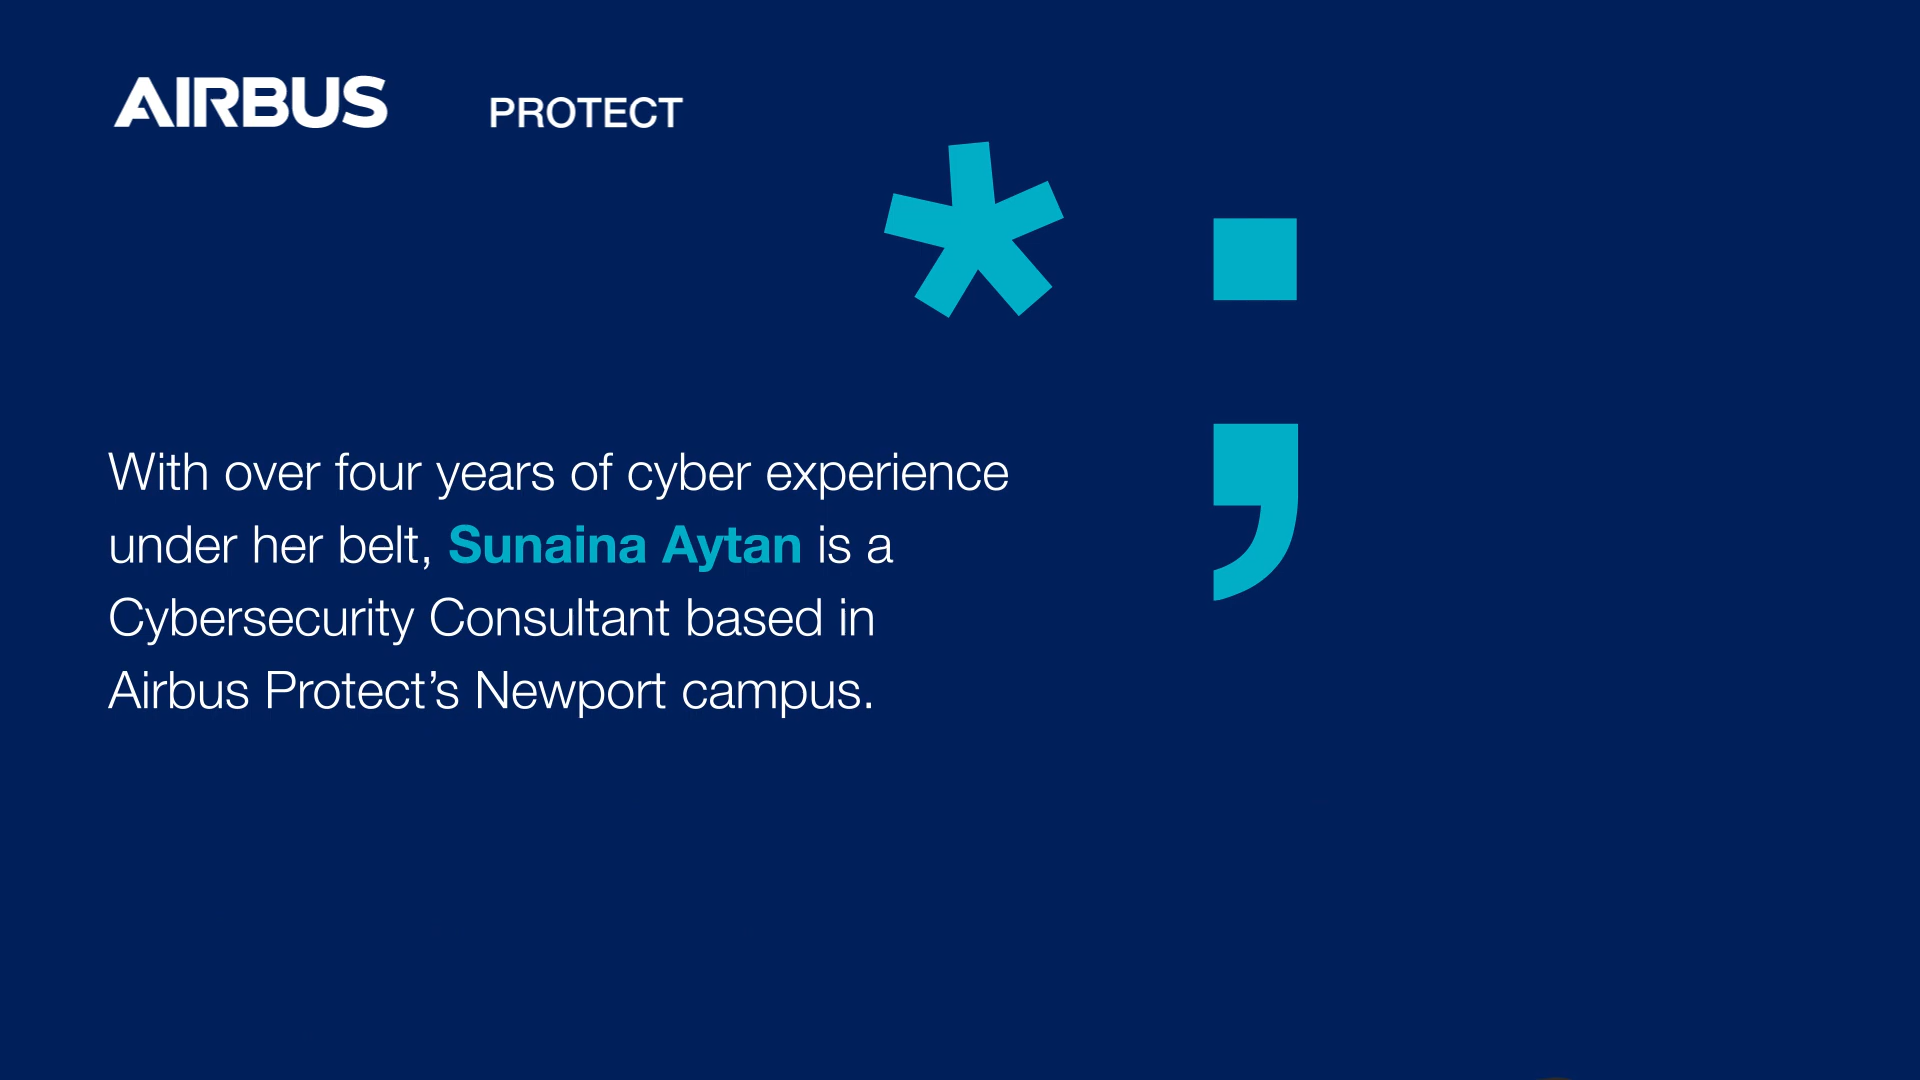 AIRBUS PROTECT
* ;
With over four years of cyber experience
under her belt, Sunaina Aytan is a
Cybersecurity Consultant based in
Airbus Protect’s Newport campus.